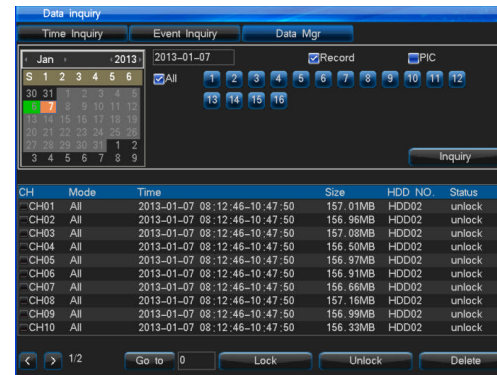 Data inquiry
Time Inquiry Event Inquiry Data Mgr
Jan 2013 2013-01-07 Record PIC
S 1 2 3 4 5 6 All 1 2 3 4 5 6 7 8 9 10 11 12
30 31 1 2 3 4 5 13 14 15 16
6 7 8 9 10 11 12
13 14 15 16 17 18 19
20 21 22 23 24 25 26
27 28 29 30 31 1 2
3 4 5 6 7 8 9 Inquiry
CH Mode Time Size HDD NO. Status
CH01 All 2013-01-07 08:12:46-10:47:50 157.01MB HDD02 unlock
CH02 All 2013-01-07 08:12:46-10:47:50 156.96MB HDD02 unlock
CH03 All 2013-01-07 08:12:46-10:47:50 157.08MB HDD02 unlock
CH04 All 2013-01-07 08:12:46-10:47:50 156.50MB HDD02 unlock
CH05 All 2013-01-07 08:12:46-10:47:50 156.97MB HDD02 unlock
CH06 All 2013-01-07 08:12:46-10:47:50 156.91MB HDD02 unlock
CH07 All 2013-01-07 08:12:46-10:47:50 156.66MB HDD02 unlock
CH08 All 2013-01-07 08:12:46-10:47:50 157.16MB HDD02 unlock
CH09 All 2013-01-07 08:12:46-10:47:50 156.99MB HDD02 unlock
CH10 All 2013-01-07 08:12:46-10:47:50 156.33MB HDD02 unlock
< > 1/2 Go to 0 Lock Unlock Delete